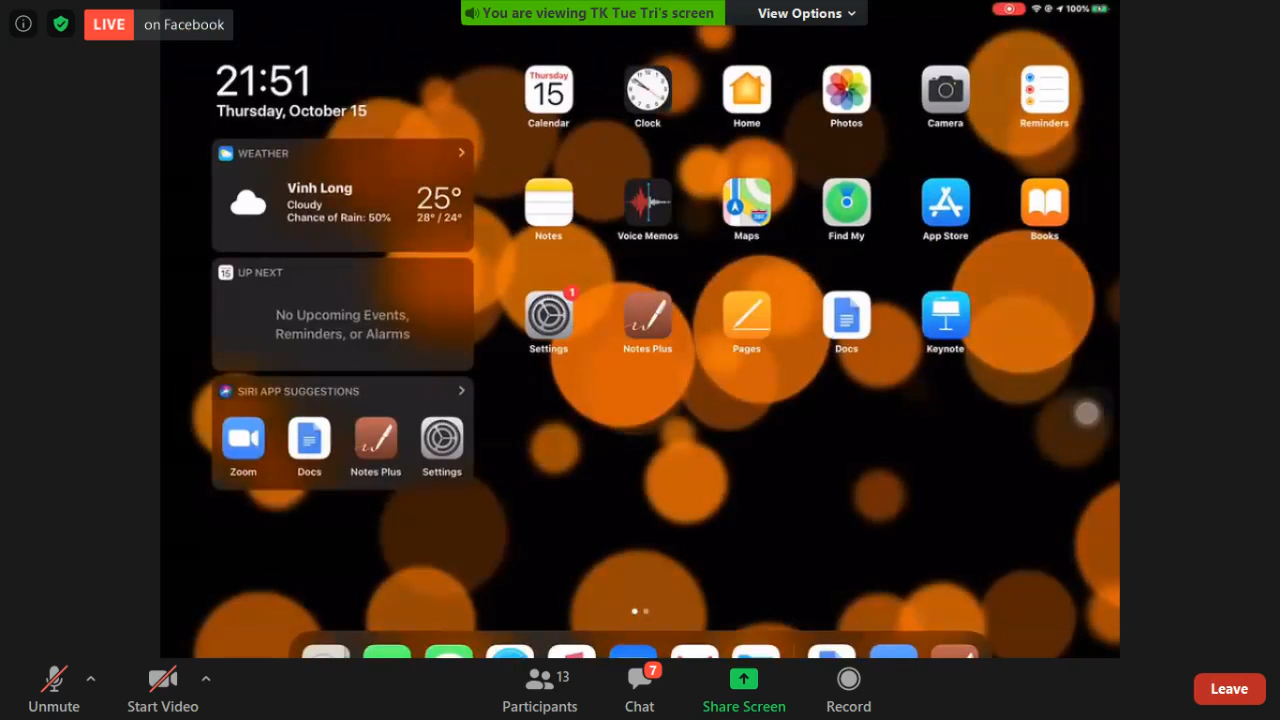 LIVE on Facebook
You are viewing TK Tue Tri's screen
View Options
100%
21:51
Thursday, October 15
WEATHER
Vinh Long
Cloudy
Chance of Rain: 50%
25°
28° / 24°
15 UP NEXT
No Upcoming Events,
Reminders, or Alarms
SIRI APP SUGGESTIONS
Zoom Docs Notes Plus Settings
Thursday
15
Calendar Clock Home Photos Camera Reminders
Notes Voice Memos Maps Find My App Store Books
1
Settings Notes Plus Pages Docs Keynote
13
7
Unmute Start Video Participants Chat Share Screen Record Leave